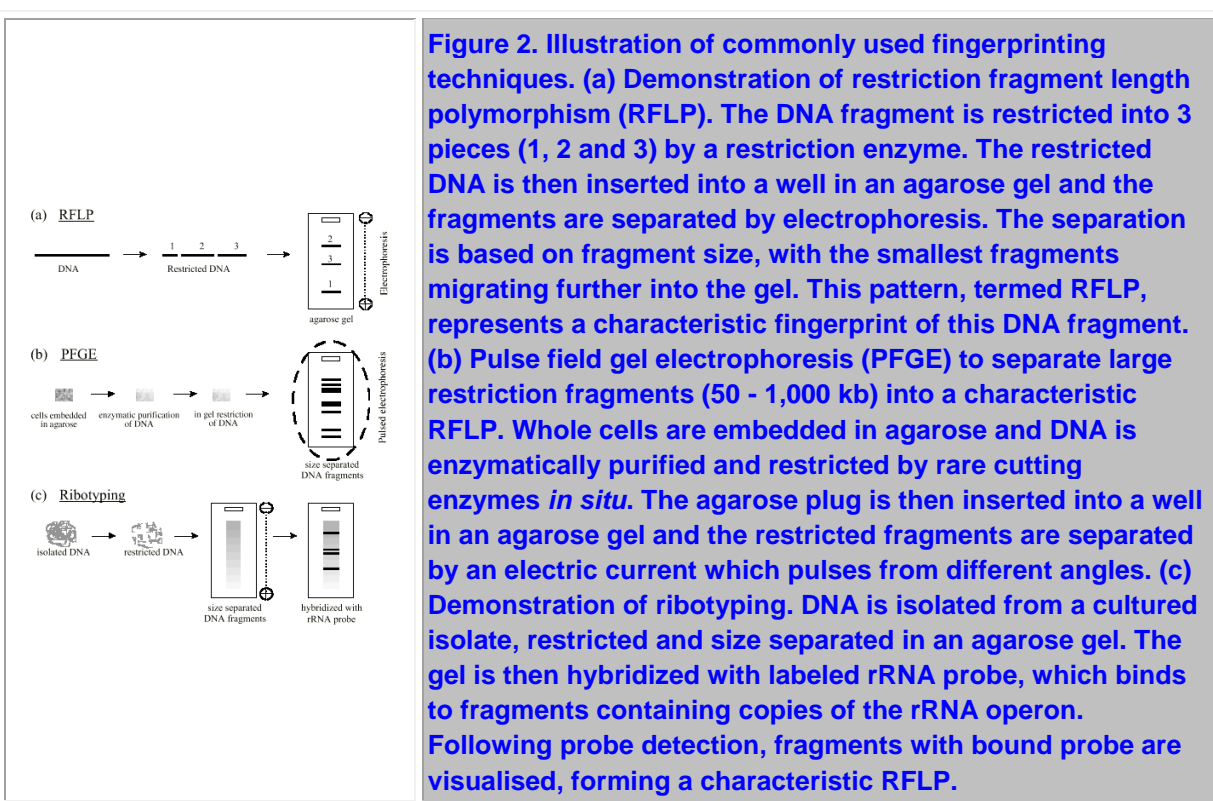 (a) RFLP
1 2 3
DNA
Restricted DNA
2
3
1
agarose gel
Electrophoresis
(b) PFGE
cells embedded
in agarose
enzymatic purification
of DNA
in gel restriction
of DNA
size separated
DNA fragments
Pulsed electrophoresis
(c) Ribotyping
isolated DNA
restricted DNA
size separated
DNA fragments
hybridized with
rRNA probe
Figure 2. Illustration of commonly used fingerprinting
techniques. (a) Demonstration of restriction fragment length
polymorphism (RFLP). The DNA fragment is restricted into 3
pieces (1, 2 and 3) by a restriction enzyme. The restricted
DNA is then inserted into a well in an agarose gel and the
fragments are separated by electrophoresis. The separation
is based on fragment size, with the smallest fragments
migrating further into the gel. This pattern, termed RFLP,
represents a characteristic fingerprint of this DNA fragment.
(b) Pulse field gel electrophoresis (PFGE) to separate large
restriction fragments (50 - 1,000 kb) into a characteristic
RFLP. Whole cells are embedded in agarose and DNA is
enzymatically purified and restricted by rare cutting
enzymes in situ. The agarose plug is then inserted into a well
in an agarose gel and the restricted fragments are separated
by an electric current which pulses from different angles. (c)
Demonstration of ribotyping. DNA is isolated from a cultured
isolate, restricted and size separated in an agarose gel. The
gel is then hybridized with labeled rRNA probe, which binds
to fragments containing copies of the rRNA operon.
Following probe detection, fragments with bound probe are
visualised, forming a characteristic RFLP.